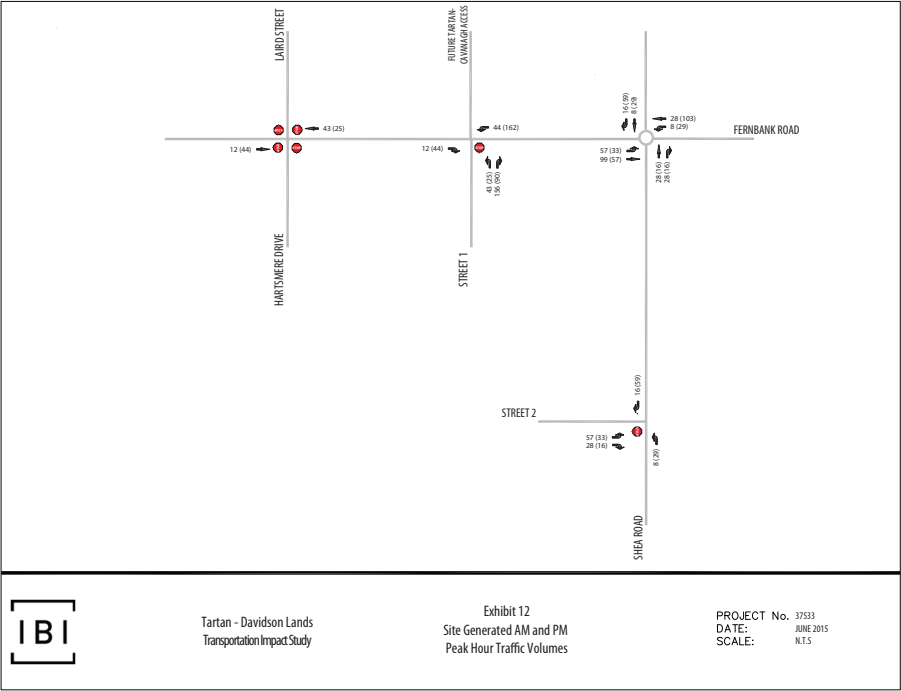 LAIRD STREET
FUTURE TARTAN-
CAVANAGH ACCESS
16 (59)
8 (29)
28 (103)
8 (29)
FERNBANK ROAD
43 (25)
44 (162)
12 (44)
12 (44)
57 (33)
99 (57)
43 (25)
156 (90)
28 (16)
28 (16)
HARTSMERE DRIVE
STREET 1
16 (59)
STREET 2
57 (33)
28 (16)
8 (29)
SHEA ROAD
IBI
Tartan - Davidson Lands
Transportation Impact Study
Exhibit 12
Site Generated AM and PM
Peak Hour Traffic Volumes
PROJECT No. 37533
DATE: JUNE 2015
SCALE: N.T.S